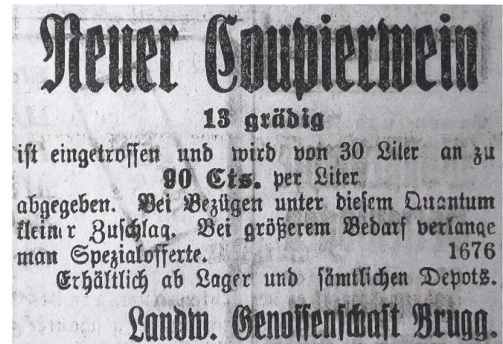 Neuer Coupierwein
13 grädig
ist eingetroffen und wird von 30 Liter an zu
90 Cts. per Liter
abgegeben. Bei Bezügen unter diesem Quantum
kleiner Zuschlag. Bei größerem Bedarf verlange
man Spezialofferte. 1676
Erhältlich ab Lager und sämtlichen Depots.
Landw. Genossenschaft Brugg.